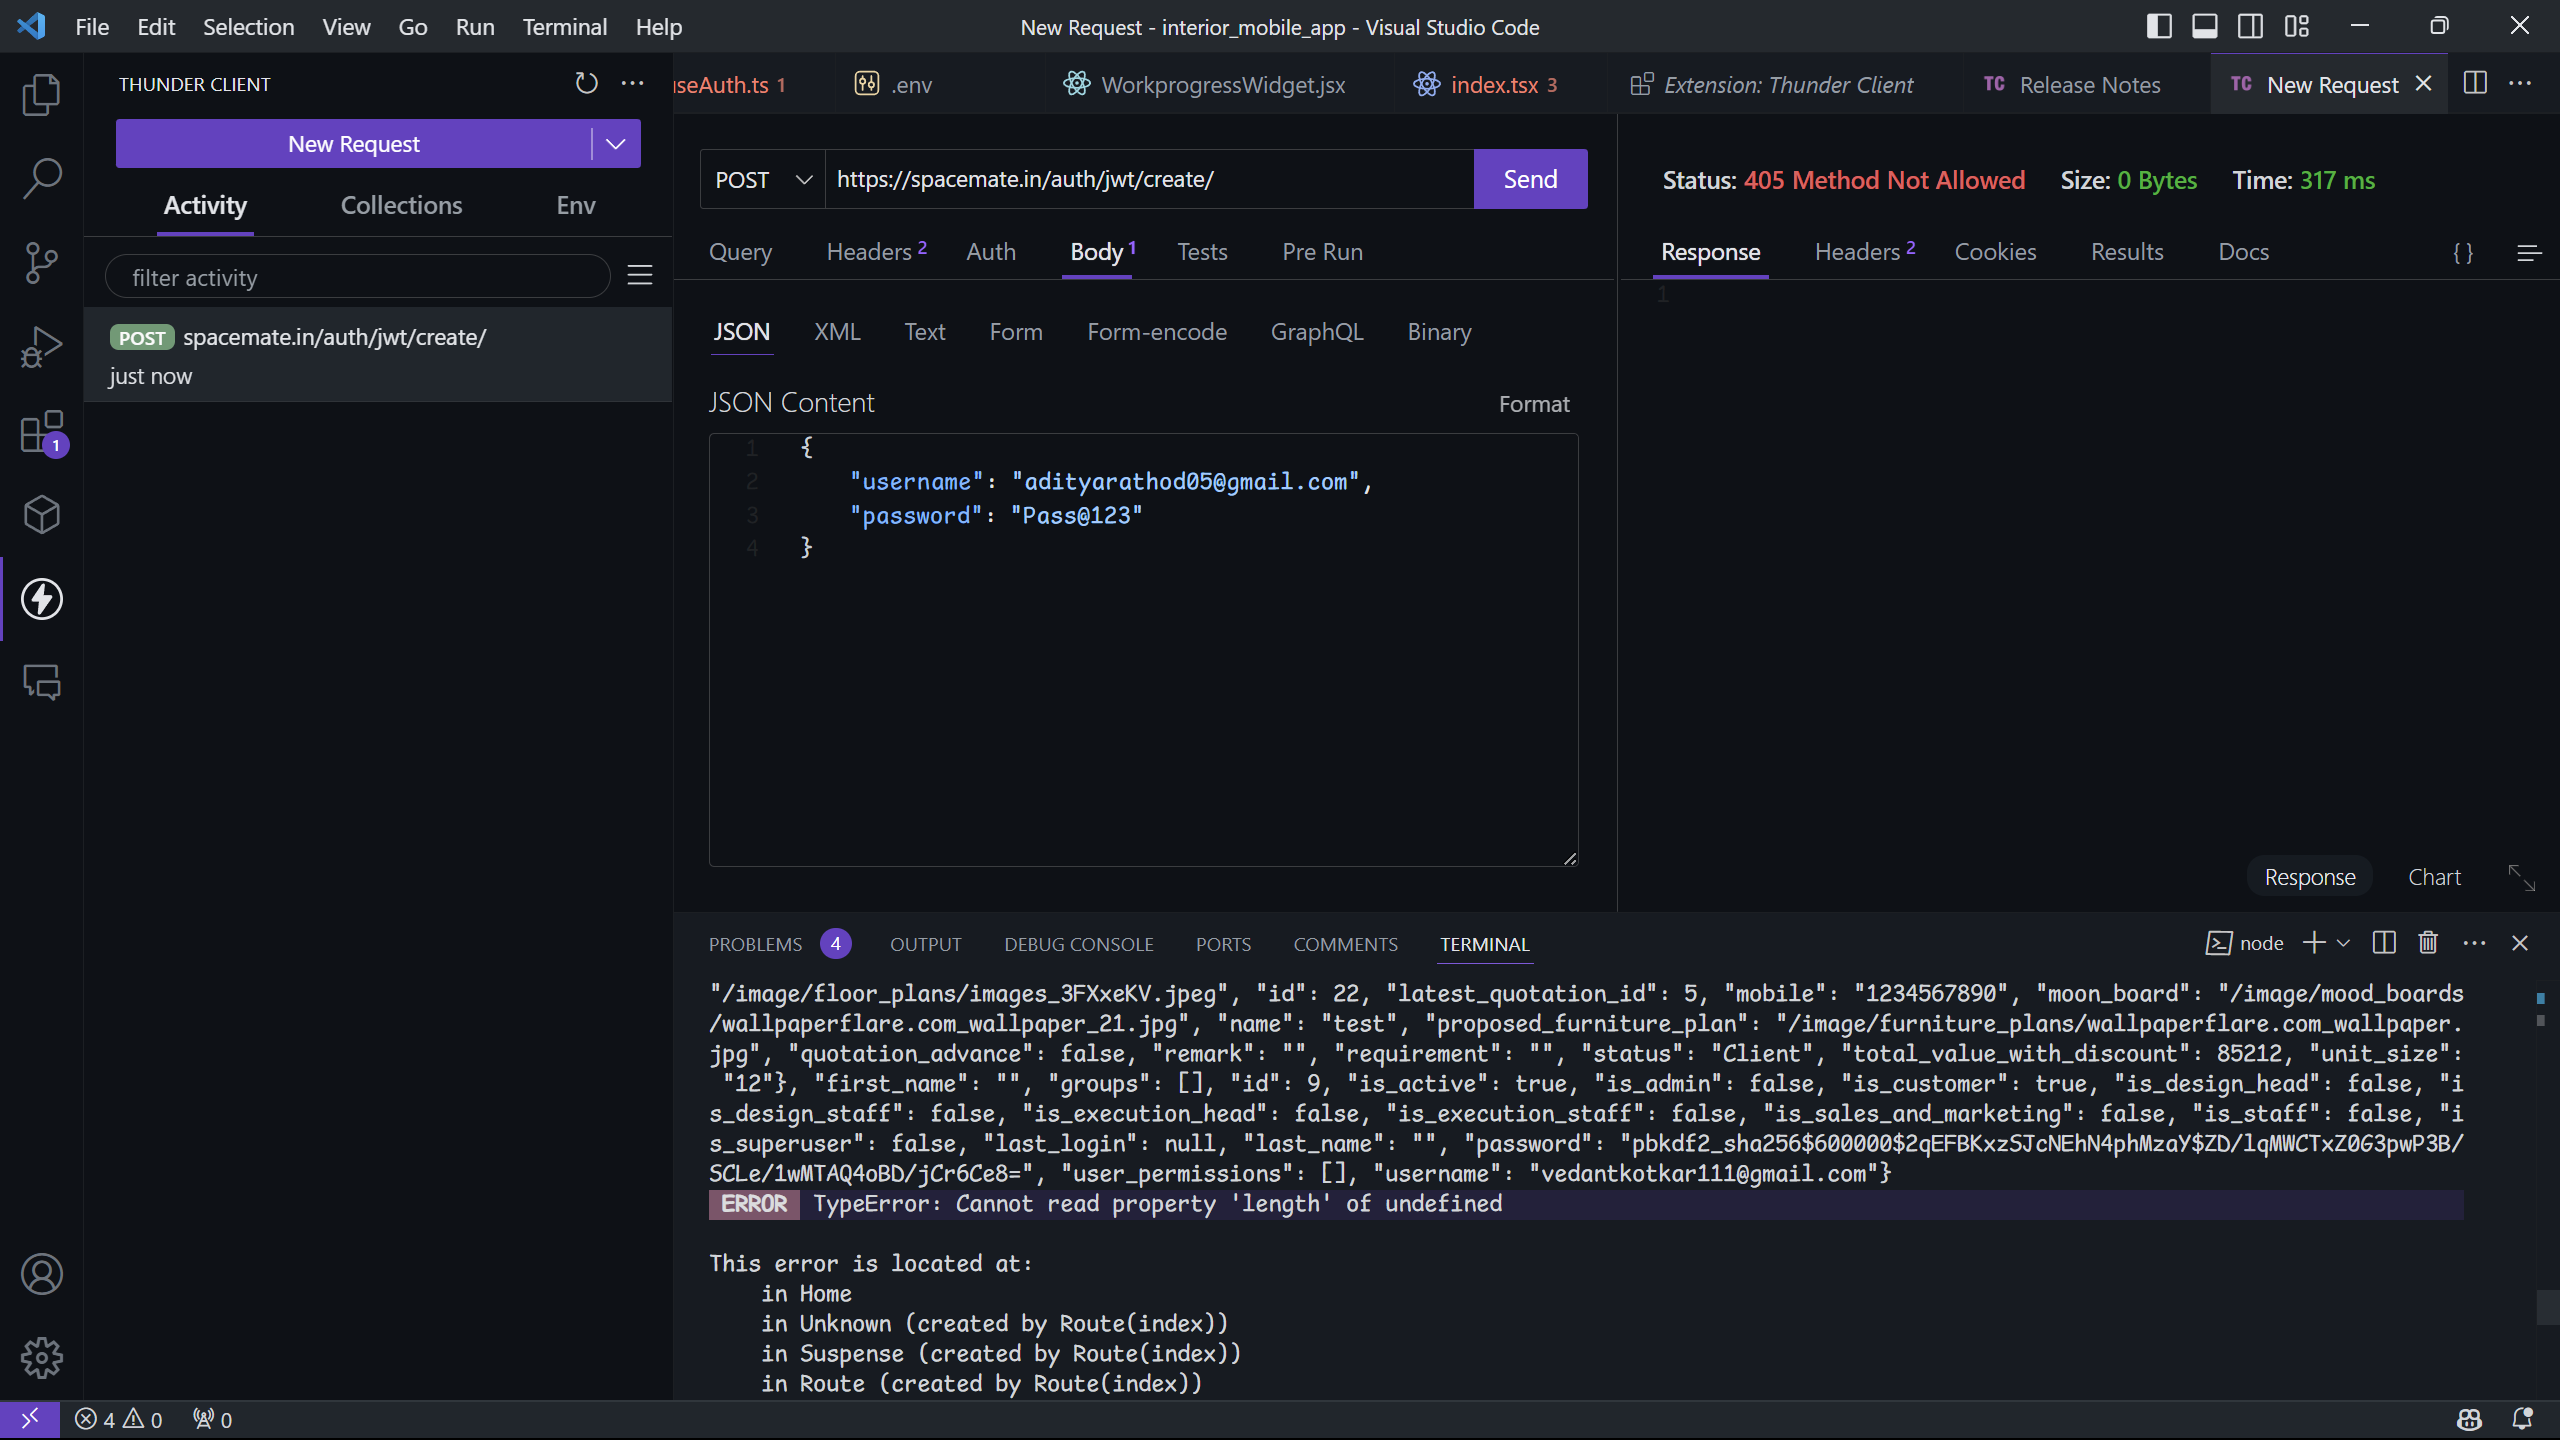 File Edit Selection View Go Run Terminal Help
New Request - interior_mobile_app - Visual Studio Code
THUNDER CLIENT
New Request
Activity Collections Env
filter activity
POST spacemate.in/auth/jwt/create/
just now
1
useAuth.ts 1 .env WorkprogressWidget.jsx index.tsx 3 Extension: Thunder Client TC Release Notes TC New Request
POST https://spacemate.in/auth/jwt/create/ Send
Query Headers 2 Auth Body 1 Tests Pre Run
JSON XML Text Form Form-encode GraphQL Binary
JSON Content Format
1 {
2 "username": "adityarathod05@gmail.com",
3 "password": "Pass@123"
4 }
Status: 405 Method Not Allowed Size: 0 Bytes Time: 317 ms
Response Headers 2 Cookies Results Docs { }
1
Response Chart
PROBLEMS 4 OUTPUT DEBUG CONSOLE PORTS COMMENTS TERMINAL node
"/image/floor_plans/images_3FXxeKV.jpeg", "id": 22, "latest_quotation_id": 5, "mobile": "1234567890", "moon_board": "/image/mood_boards
/wallpaperflare.com_wallpaper_21.jpg", "name": "test", "proposed_furniture_plan": "/image/furniture_plans/wallpaperflare.com_wallpaper.
jpg", "quotation_advance": false, "remark": "", "requirement": "", "status": "Client", "total_value_with_discount": 85212, "unit_size":
"12"}, "first_name": "", "groups": [], "id": 9, "is_active": true, "is_admin": false, "is_customer": true, "is_design_head": false, "i
s_design_staff": false, "is_execution_head": false, "is_execution_staff": false, "is_sales_and_marketing": false, "is_staff": false, "i
s_superuser": false, "last_login": null, "last_name": "", "password": "pbkdf2_sha256$600000$2qEFBKxzSJcNEhN4phMzaY$ZD/lqMWCTxZ0G3pwP3B/
SCLe/1wMTAQ4oBD/jCr6Ce8=", "user_permissions": [], "username": "vedantkotkar111@gmail.com"}
ERROR TypeError: Cannot read property 'length' of undefined
This error is located at:
in Home
in Unknown (created by Route(index))
in Suspense (created by Route(index))
in Route (created by Route(index))
4 0 0